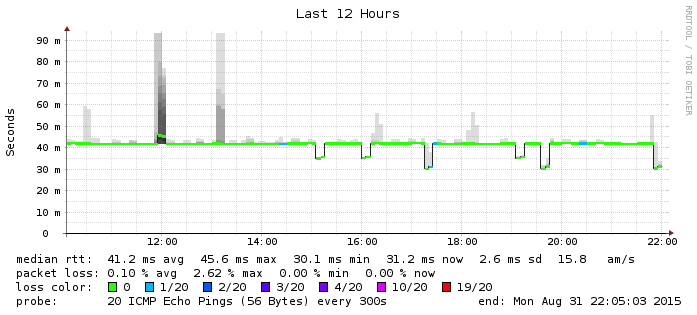 Last 12 Hours
RRDTOOL / TOBI OETIKER
Seconds
90 m
80 m
70 m
60 m
50 m
40 m
30 m
20 m
10 m
0
12:00 14:00 16:00 18:00 20:00 22:00
median rtt: 41.2 ms avg 45.6 ms max 30.1 ms min 31.2 ms now 2.6 ms sd 15.8 am/s
packet loss: 0.10 % avg 2.62 % max 0.00 % min 0.00 % now
loss color: 0 1/20 2/20 3/20 4/20 10/20 19/20
probe: 20 ICMP Echo Pings (56 Bytes) every 300s end: Mon Aug 31 22:05:03 2015